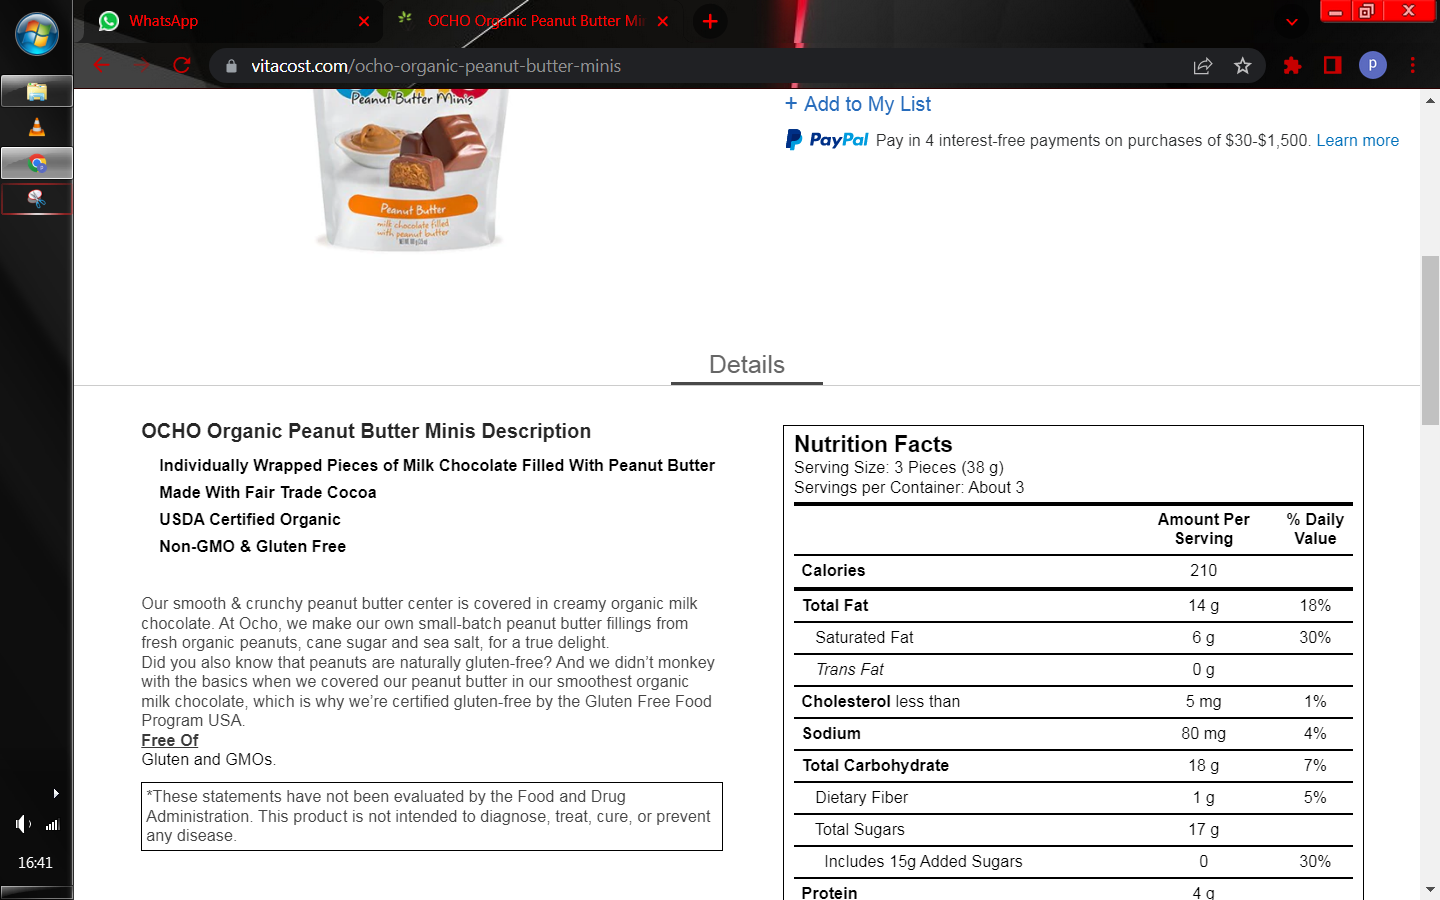 WhatsApp
OCHO Organic Peanut Butter Mi
vitacost.com/ocho-organic-peanut-butter-minis
p
Peanut Butter Minis
Peanut Butter
milk chocolate filled
with peanut butter
+ Add to My List
PayPal Pay in 4 interest-free payments on purchases of $30-$1,500. Learn more
Details
OCHO Organic Peanut Butter Minis Description
Individually Wrapped Pieces of Milk Chocolate Filled With Peanut Butter
Made With Fair Trade Cocoa
USDA Certified Organic
Non-GMO & Gluten Free
Our smooth & crunchy peanut butter center is covered in creamy organic milk
chocolate. At Ocho, we make our own small-batch peanut butter fillings from
fresh organic peanuts, cane sugar and sea salt, for a true delight.
Did you also know that peanuts are naturally gluten-free? And we didn’t monkey
with the basics when we covered our peanut butter in our smoothest organic
milk chocolate, which is why we’re certified gluten-free by the Gluten Free Food
Program USA.
Free Of
Gluten and GMOs.
*These statements have not been evaluated by the Food and Drug
Administration. This product is not intended to diagnose, treat, cure, or prevent
any disease.
Nutrition Facts
Serving Size: 3 Pieces (38 g)
Servings per Container: About 3
Amount Per Serving % Daily Value
Calories 210
Total Fat 14 g 18%
Saturated Fat 6 g 30%
Trans Fat 0 g
Cholesterol less than 5 mg 1%
Sodium 80 mg 4%
Total Carbohydrate 18 g 7%
Dietary Fiber 1 g 5%
Total Sugars 17 g
Includes 15g Added Sugars 0 30%
Protein 4 g
16:41